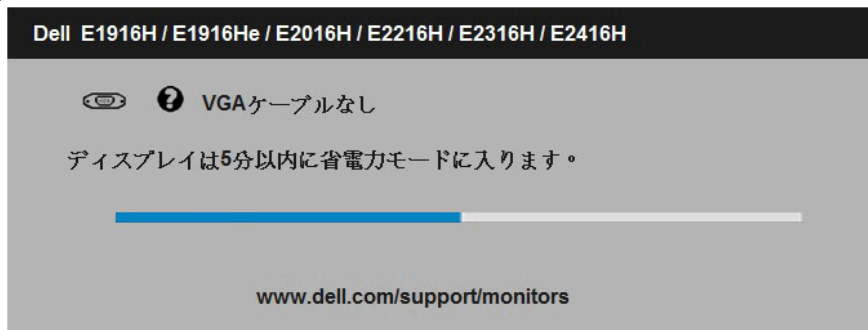 Dell E1916H / E1916He / E2016H / E2216H / E2316H / E2416H
VGAケーブルなし
ディスプレイは5分以内に省電力モードに入ります。
www.dell.com/support/monitors